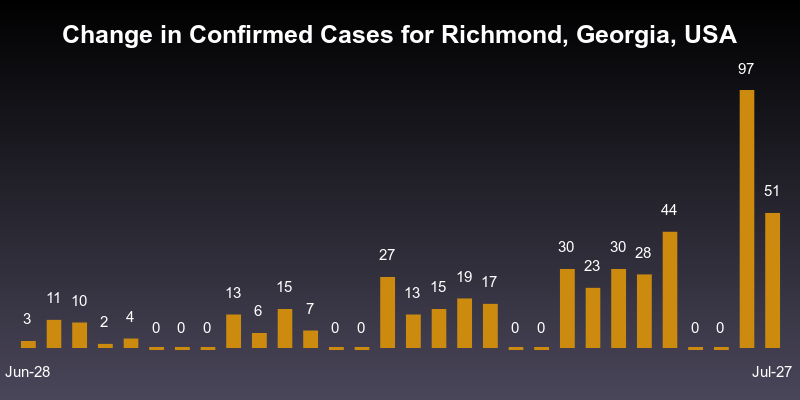 Change in Confirmed Cases for Richmond, Georgia, USA
3 11 10 2 4 0 0 0 13 6 15 7 0 0 27 13 15 19 17 0 0 30 23 30 28 44 0 0 97 51
Jun-28 Jul-27